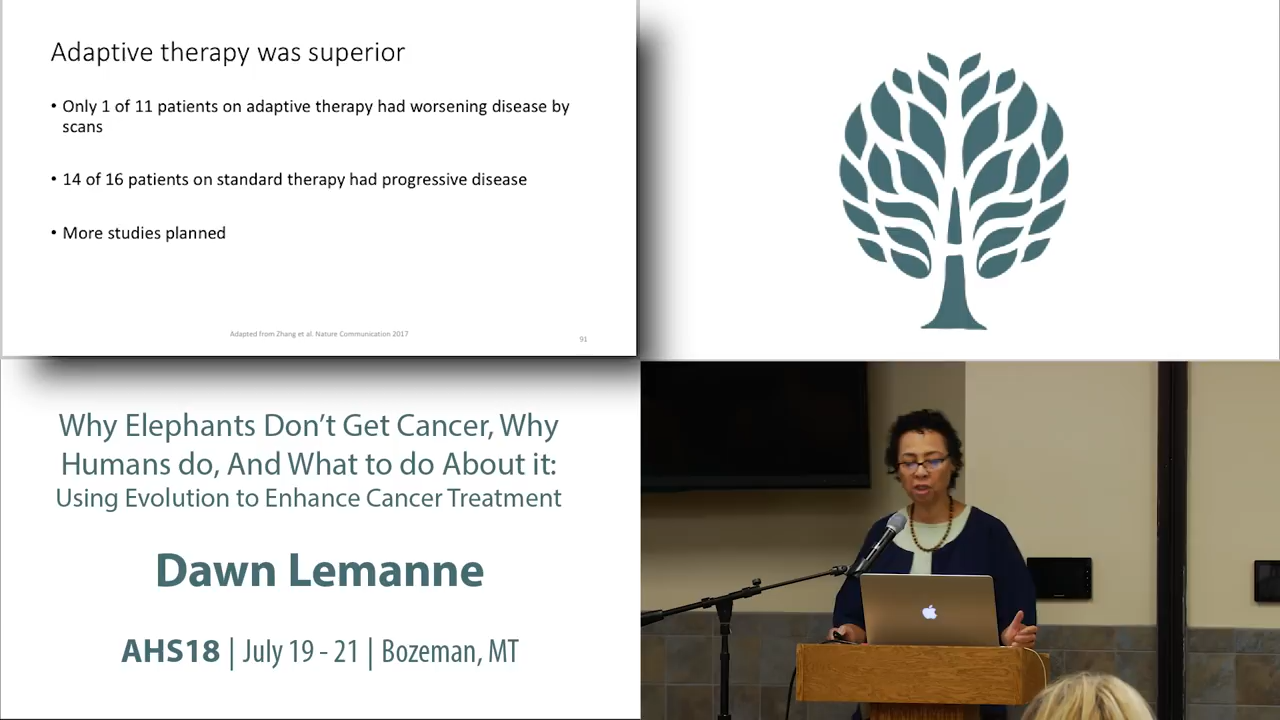 Adaptive therapy was superior
• Only 1 of 11 patients on adaptive therapy had worsening disease by
scans
• 14 of 16 patients on standard therapy had progressive disease
• More studies planned
Adapted from Zhang et al. Nature Communication 2017
91
Why Elephants Don’t Get Cancer, Why
Humans do, And What to do About it:
Using Evolution to Enhance Cancer Treatment
Dawn Lemanne
AHS18 | July 19 - 21 | Bozeman, MT